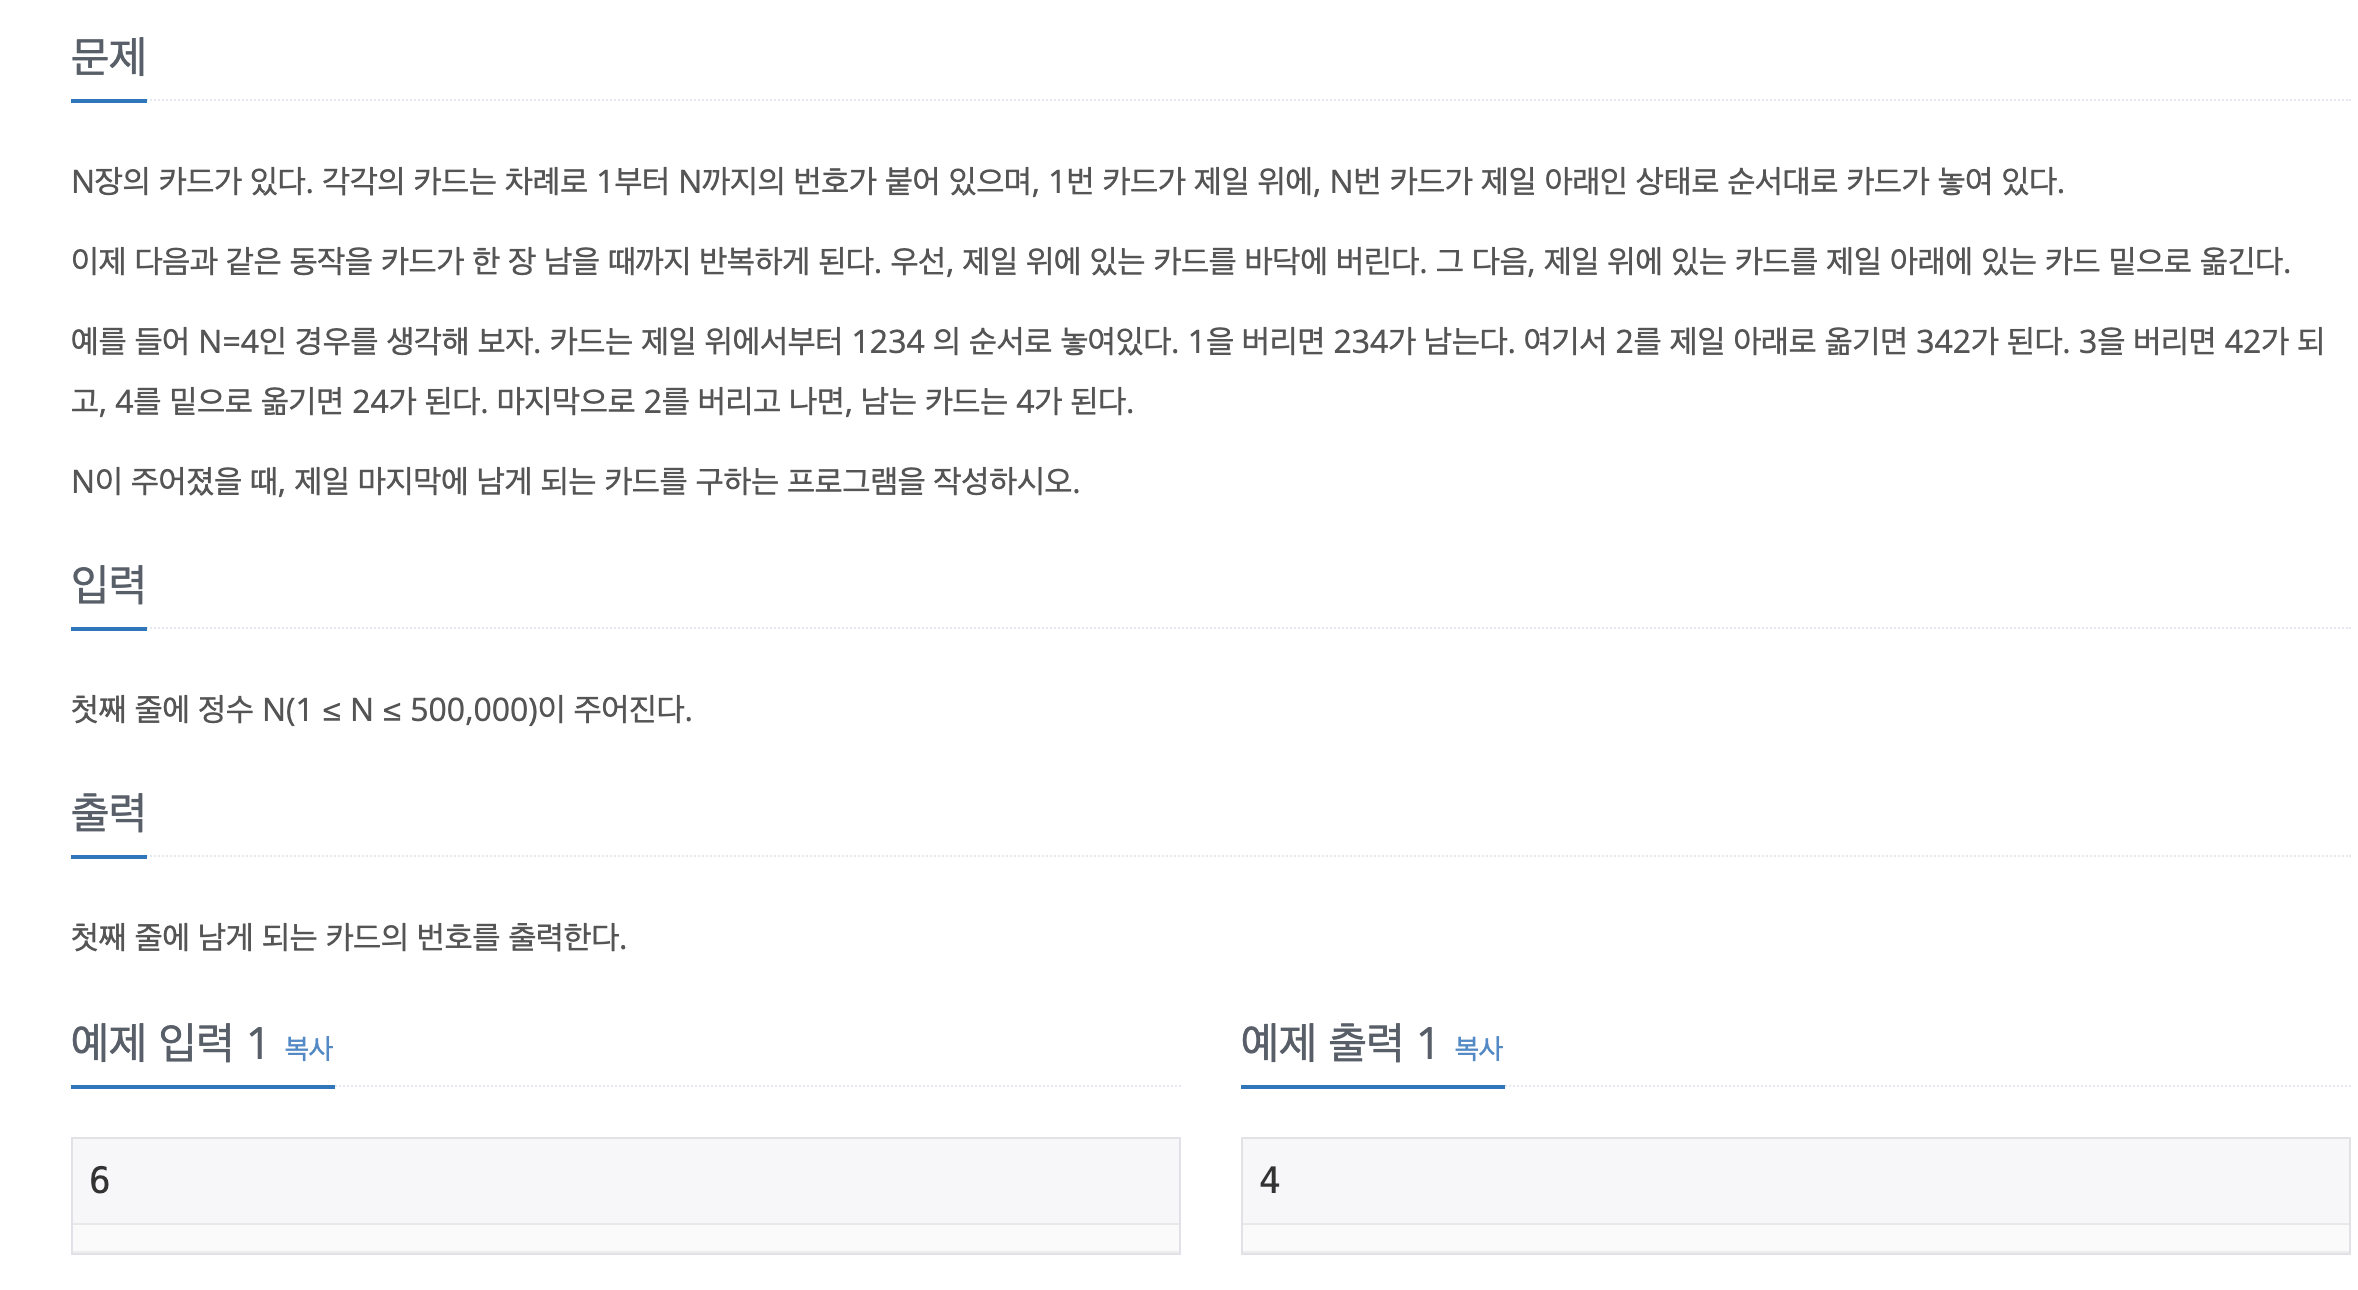 문제
N장의 카드가 있다. 각각의 카드는 차례로 1부터 N까지의 번호가 붙어 있으며, 1번 카드가 제일 위에, N번 카드가 제일 아래인 상태로 순서대로 카드가 놓여 있다.
이제 다음과 같은 동작을 카드가 한 장 남을 때까지 반복하게 된다. 우선, 제일 위에 있는 카드를 바닥에 버린다. 그 다음, 제일 위에 있는 카드를 제일 아래에 있는 카드 밑으로 옮긴다.
예를 들어 N=4인 경우를 생각해 보자. 카드는 제일 위에서부터 1234 의 순서로 놓여있다. 1을 버리면 234가 남는다. 여기서 2를 제일 아래로 옮기면 342가 된다. 3을 버리면 42가 되
고, 4를 밑으로 옮기면 24가 된다. 마지막으로 2를 버리고 나면, 남는 카드는 4가 된다.
N이 주어졌을 때, 제일 마지막에 남게 되는 카드를 구하는 프로그램을 작성하시오.
입력
첫째 줄에 정수 N(1 ≤ N ≤ 500,000)이 주어진다.
출력
첫째 줄에 남게 되는 카드의 번호를 출력한다.
예제 입력 1 복사
6
예제 출력 1 복사
4